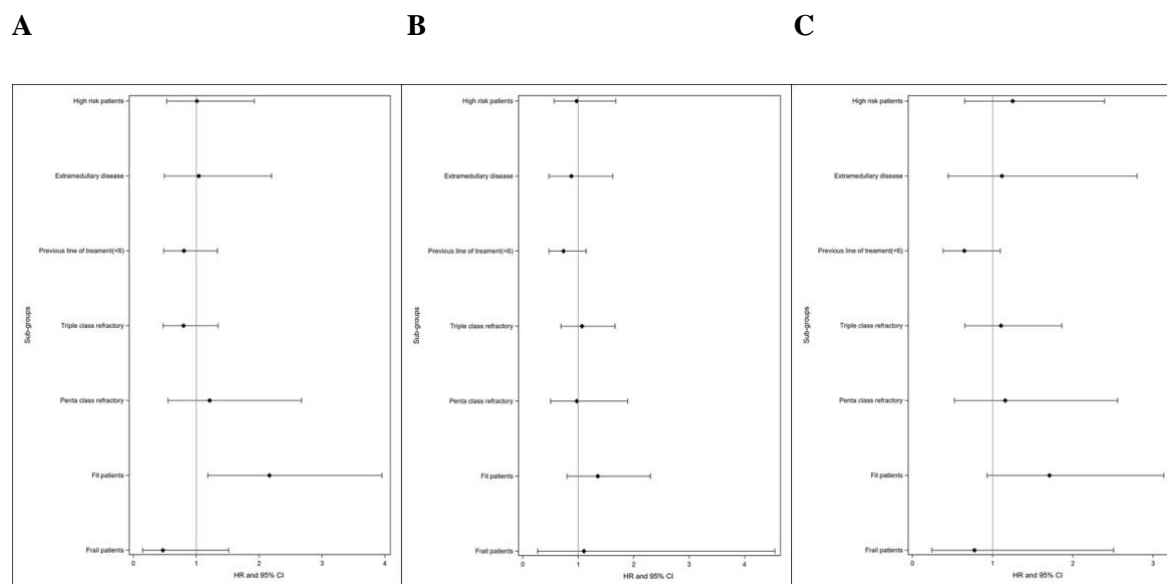 A
B
C
High risk patients
Extramedullary disease
Previous line of treament(<6)
Triple class refractory
Penta class refractory
Fit patients
Frail patients
Sub-groups
0 1 2 3 4
HR and 95% CI
High risk patients
Extramedullary disease
Previous line of treament(<6)
Triple class refractory
Penta class refractory
Fit patients
Frail patients
Sub-groups
0 1 2 3 4
HR and 95% CI
High risk patients
Extramedullary disease
Previous line of treament(<6)
Triple class refractory
Penta class refractory
Fit patients
Frail patients
Sub-groups
0 1 2 3
HR and 95% CI